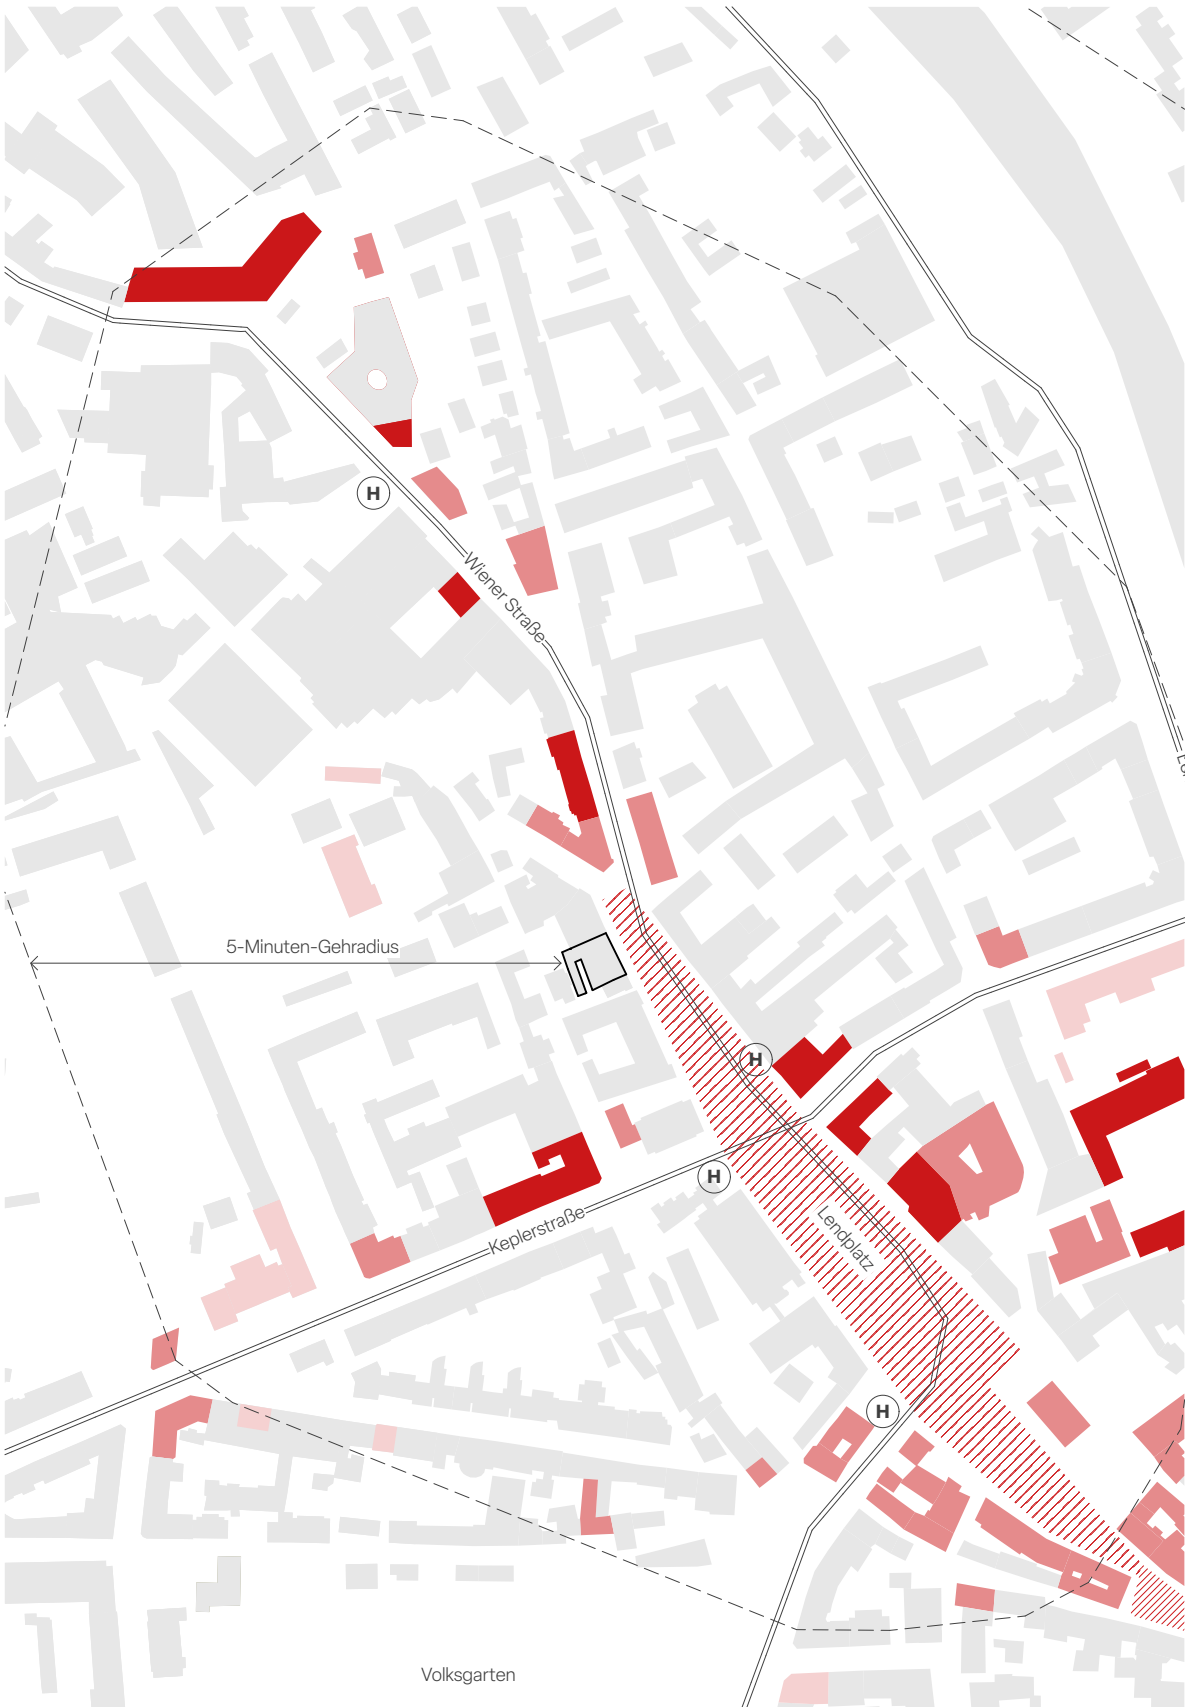 H
Wiener Straße
5-Minuten-Gehradius
H
H
Keplerstraße
Lendplatz
H
Volksgarten